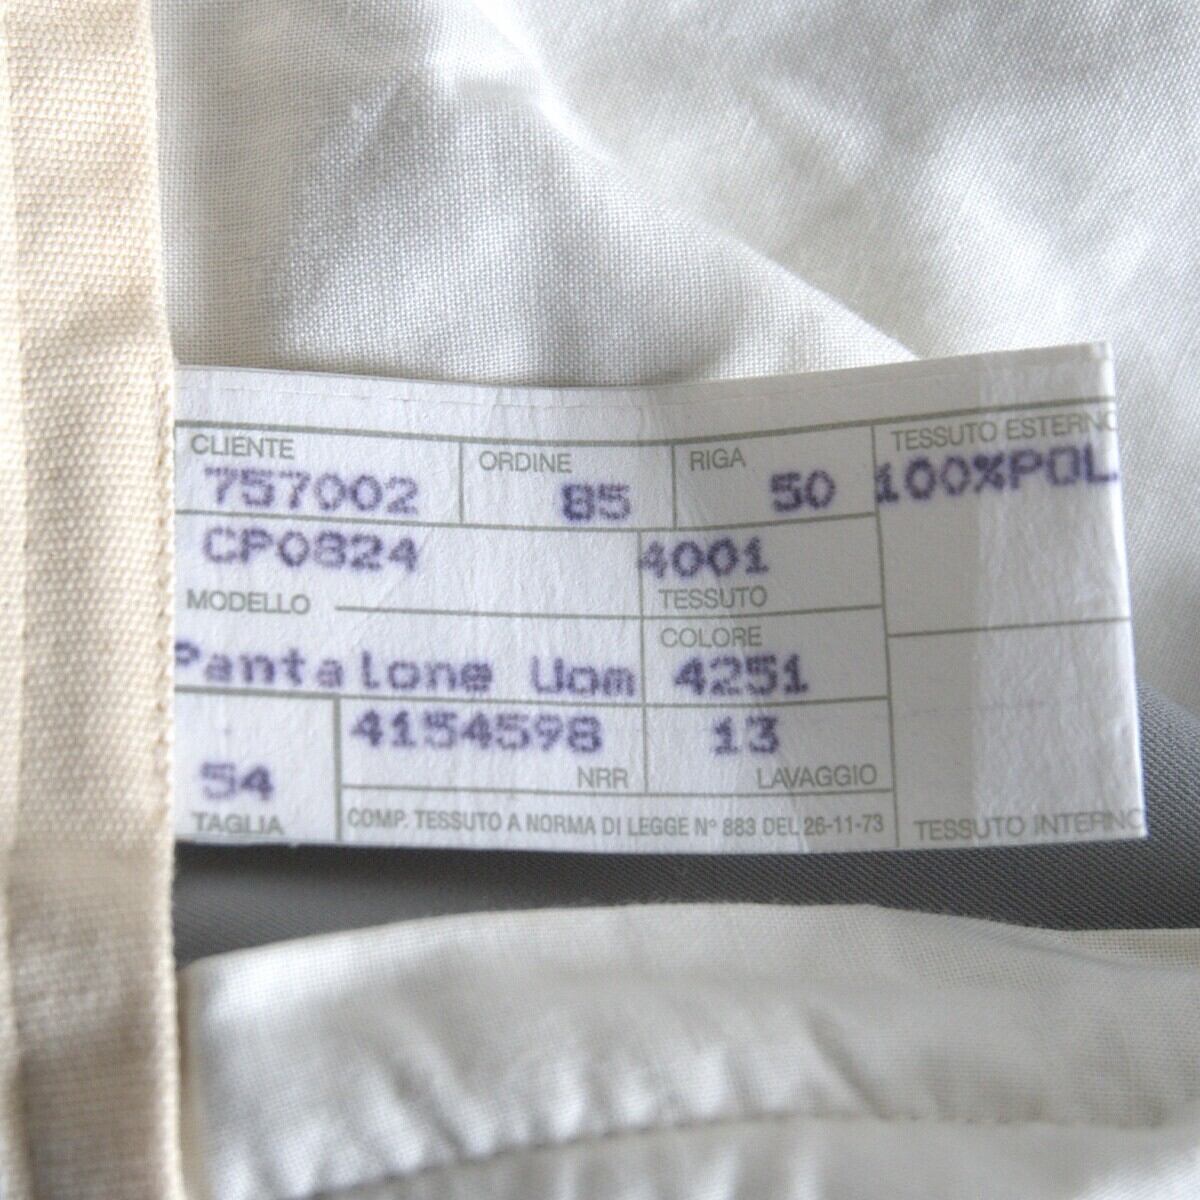 CLIENTE ORDINE RIGA TESSUTO ESTERNO
757002 85 50 100%POL
CP0824 4001
MODELLO TESSUTO
COLORE
Pantalone Uom 4251
4154598 13
54 NRR LAVAGGIO
TAGLIA COMP. TESSUTO A NORMA DI LEGGE N° 883 DEL 26-11-73 TESSUTO INTERNO